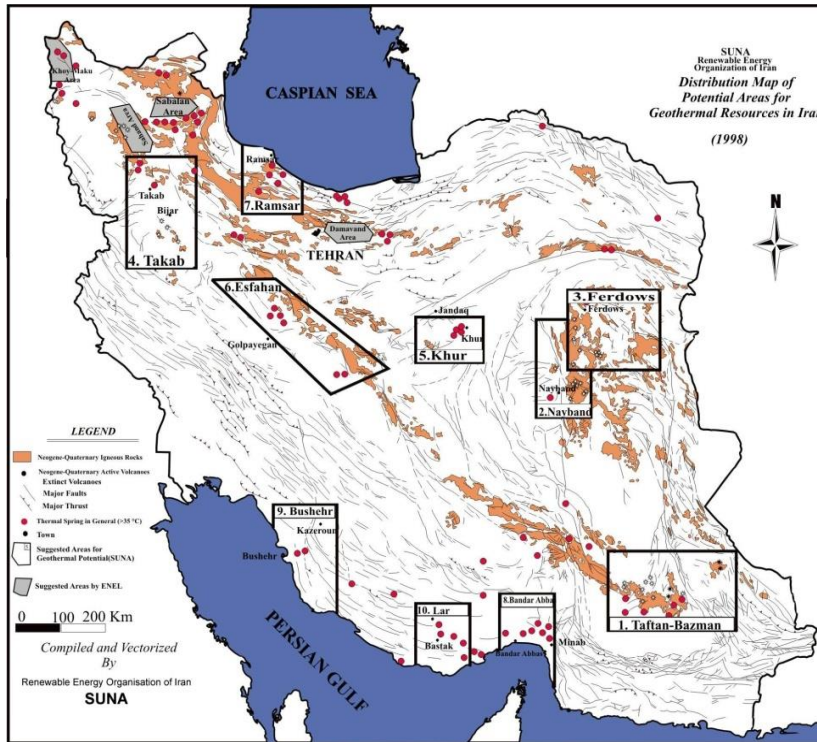 SUNA
Renewable Energy
Organization of Iran
Distribution Map of
Potential Areas for
Geothermal Resources in Iran
(1998)
CASPIAN SEA
Khoy-Maku
Area
Sabalan
Area
Sahand Area
Ramsar
7.Ramsar
Takab
Bijar
4. Takab
Damavand
Area
TEHRAN
N
6.Esfahan
Golpayegan
Jandaq
Khur
5.Khur
3.Ferdows
Ferdows
Nayband
2.Nayband
LEGEND
Neogene-Quaternary Igneous Rocks
Neogene-Quaternary Active Volcanoes
Extinct Volcanoes
Major Faults
Major Thrust
Thermal Spring in General (>35 °C)
Town
Suggested Areas for
Geothermal Potential(SUNA)
Suggested Areas by ENEL
0 100 200 Km
Compiled and Vectorized
By
Renewable Energy Organisation of Iran
SUNA
9. Bushehr
Kazeroun
Bushehr
PERSIAN GULF
10. Lar
Bastak
8.Bandar Abba
Minab
Bandar Abbas
1. Taftan-Bazman